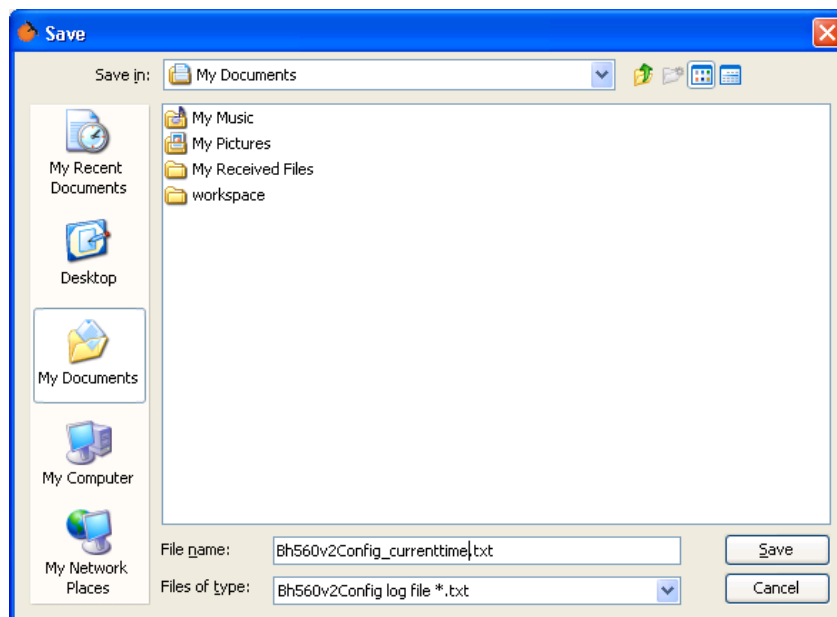 Save
Save in:
My Documents
My Recent
Documents
Desktop
My Documents
My Computer
My Network
Places
My Music
My Pictures
My Received Files
workspace
File name:
Bh560v2Config_currenttime.txt
Save
Files of type:
Bh560v2Config log file *.txt
Cancel